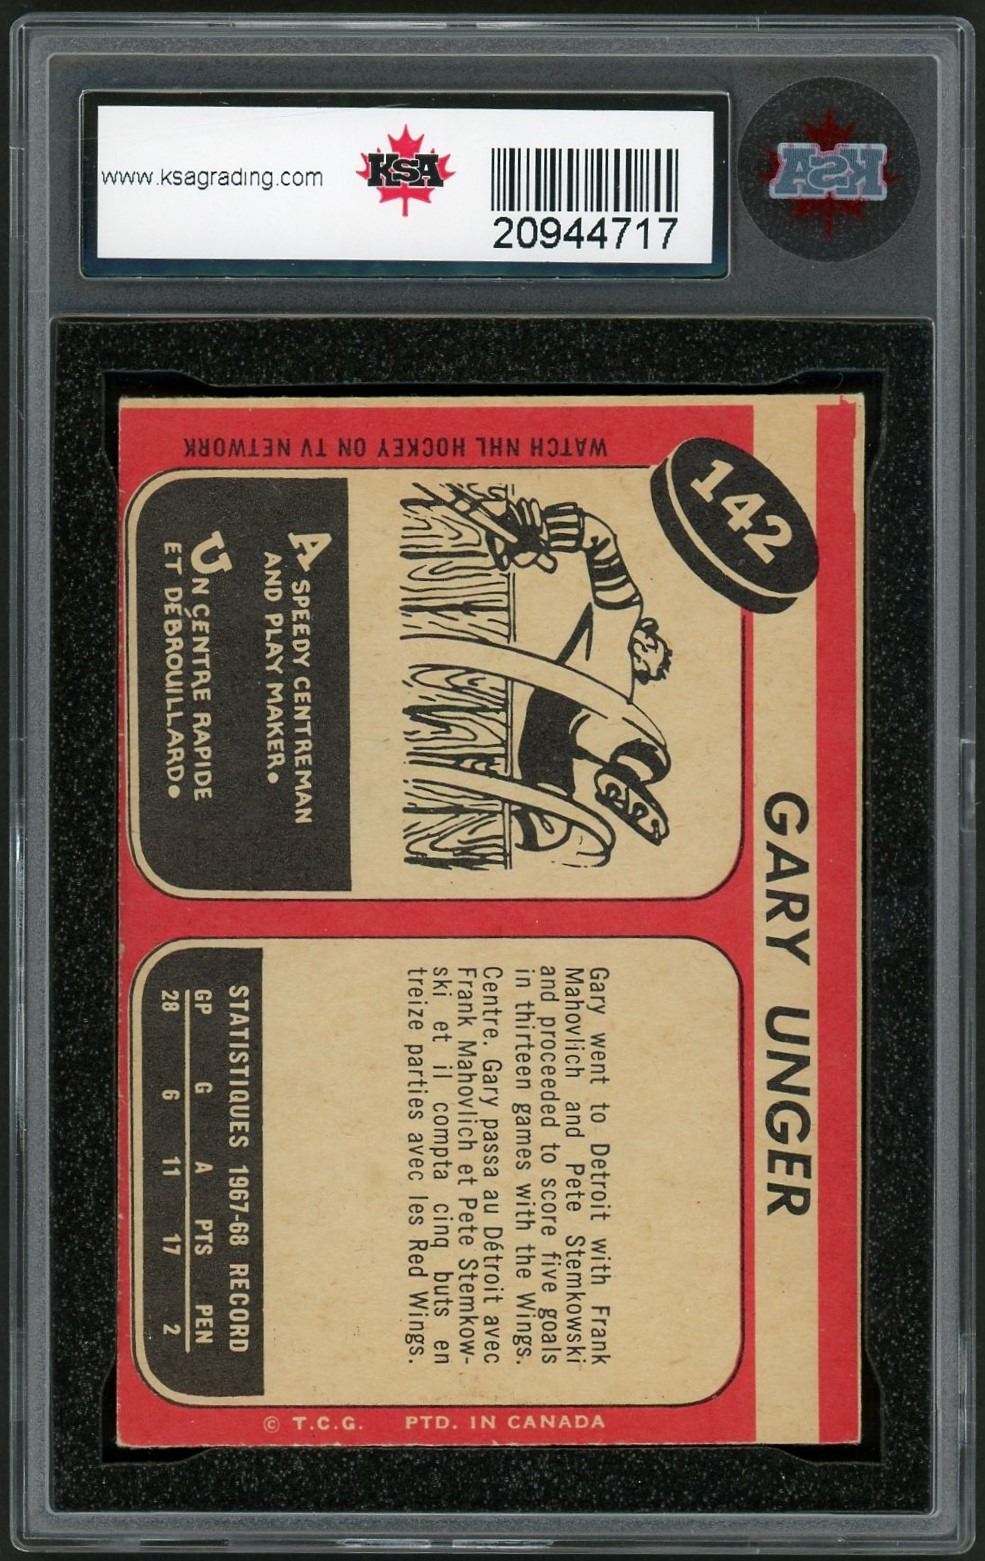 www.ksagrading.com
KSA
20944717
KSA
142
GARY UNGER
WATCH NHL HOCKEY ON TV NETWORK
A SPEEDY CENTREMAN
AND PLAY MAKER.
UN CENTRE RAPIDE
ET DÉBROUILLARD.
Gary went to Detroit with Frank
Mahovlich and Pete Stemkowski
and proceeded to score five goals
in thirteen games with the Wings.
Centre. Gary passa au Détroit avec
Frank Mahovlich et Pete Stemkow-
ski et il compta cinq buts en
treize parties avec les Red Wings.
STATISTIQUES 1967-68 RECORD
GP G A PTS PEN
28 6 11 17 2
© T.C.G. PTD. IN CANADA